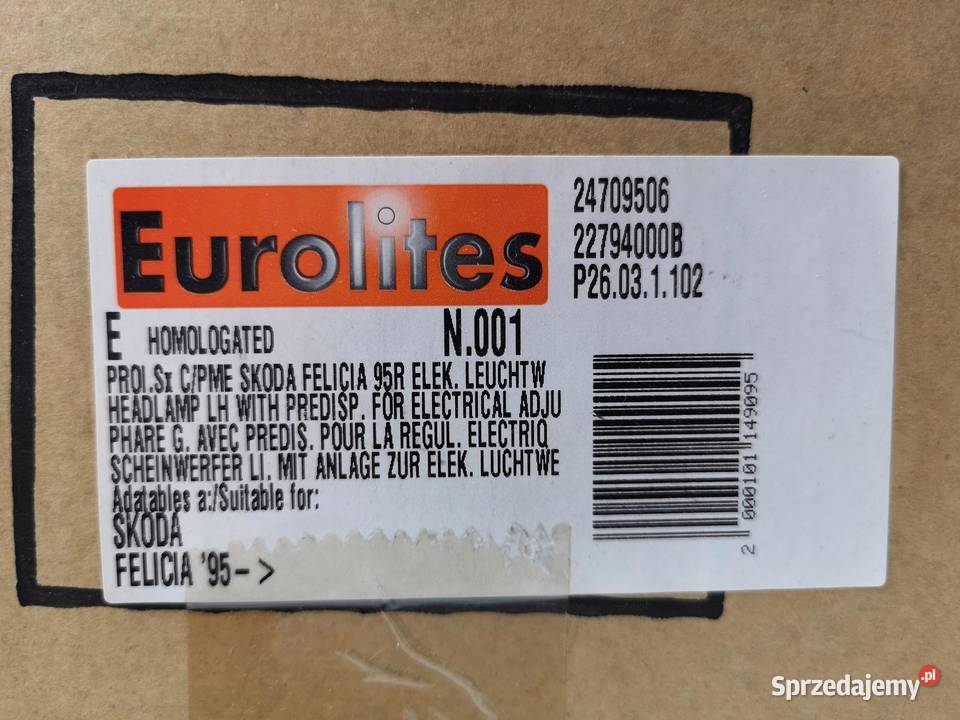 Eurolites
24709506
22794000B
P26.03.1.102
E HOMOLOGATED N.001
PROI.Sx C/PME SKODA FELICIA 95R ELEK. LEUCHTW
HEADLAMP LH WITH PREDISP. FOR ELECTRICAL ADJU
PHARE G. AVEC PREDIS. POUR LA REGUL. ELECTRIQ
SCHEINWERFER LI. MIT ANLAGE ZUR ELEK. LUCHTWE
Adatables a:/Suitable for:
SKODA
FELICIA '95- >
2 000101 149095
Sprzedajemy.pl